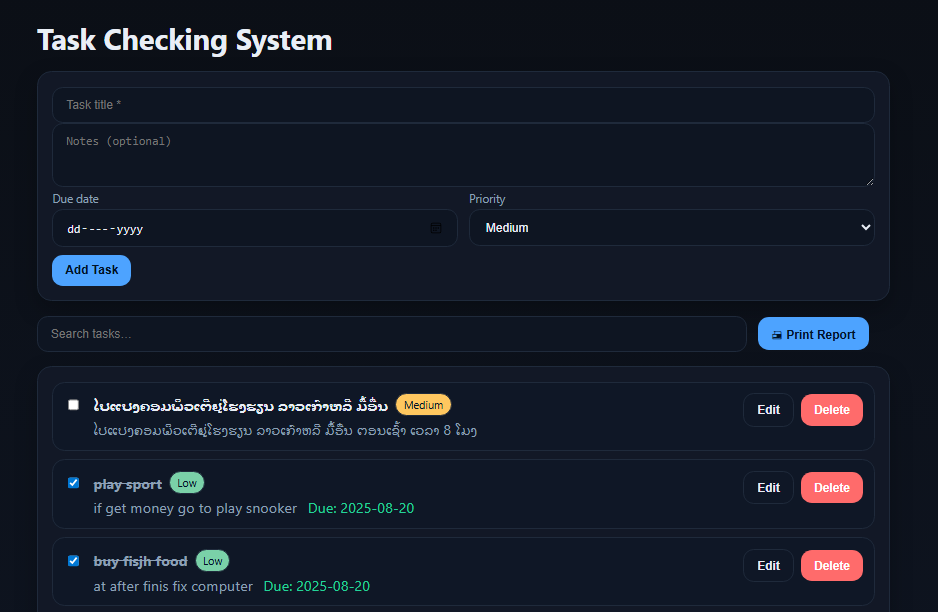 Task Checking System
Task title *
Notes (optional)
Due date
Priority
dd----yyyy
Medium
Add Task
Search tasks...
Print Report
ໄປແປງຄອມພິວເຕີຢູ່ໂຮງຮຽນ ລາວເກົາຫລີ ມື້ອື່ນ Medium
Edit Delete
ໄປແປງຄອມພິວເຕີຢູ່ໂຮງຮຽນ ລາວເກົາຫລີ ມື້ອື່ນ ຕອນເຊົ້າ ເວລາ 8 ໂມງ
play sport Low
Edit Delete
if get money go to play snooker Due: 2025-08-20
buy fisjh food Low
Edit Delete
at after finis fix computer Due: 2025-08-20